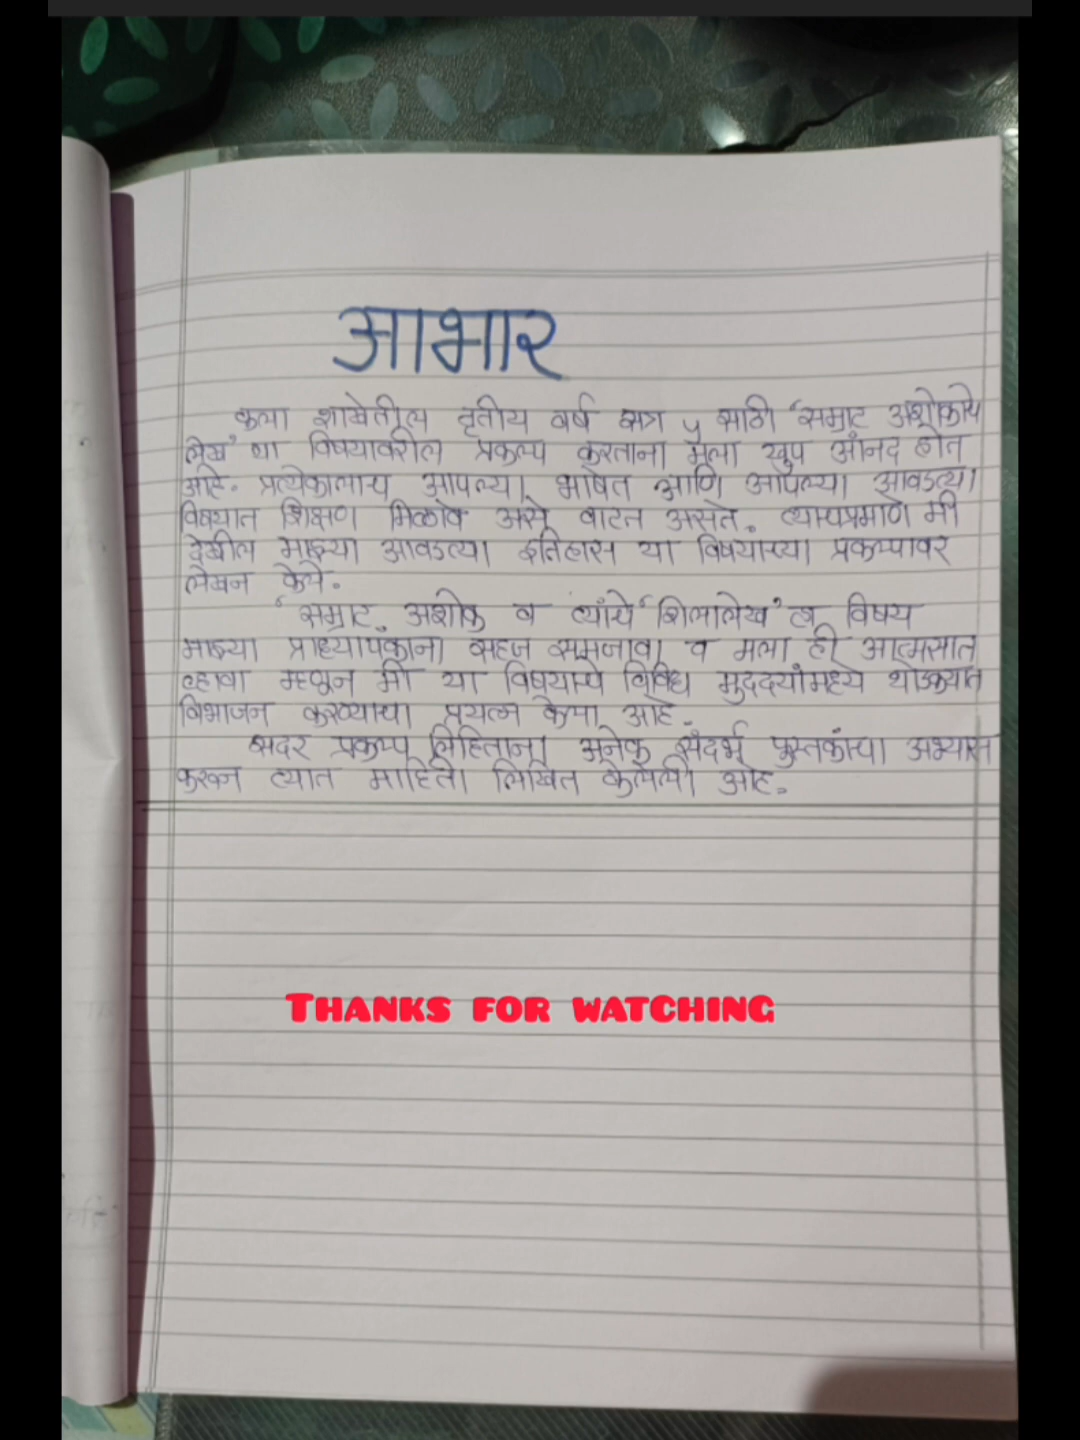 आभार
कला शाखेतील तृतीय वर्ष सत्र ५ साठी 'सम्राट अशोकाचे
लेख' या विषयावरील प्रकल्प करताना मला खुप आंनद होत
आहे. प्रत्येकालाच आपल्या भाषेत आणि आपल्या आवडत्या
विषयात शिक्षण मिळावे असे वाटत असते. त्याचप्रमाणे मी
देखील माझ्या आवडत्या इतिहास या विषयांच्या प्रकल्पावर
लेखन केले.
'सम्राट अशोक व त्यांचे शिलालेख' हा विषय
माझ्या प्राध्यापकांना सहज समजावा व मला ही आत्मसात
व्हावा म्हणून मी या विषयाचे विविध मुददयांमध्ये थोडक्यात
विभाजन करण्याचा प्रयत्न केला आहे.
सदर प्रकल्प लिहिताना अनेक संदर्भ पुस्तकांचा अभ्यास
करून त्यात माहिती लिखित केलेली आहे.
THANKS FOR WATCHING